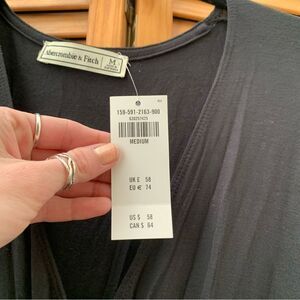 Abercrombie & Fitch
M
159-591-2163-900
MEDIUM
UK £ 58
EU € 74
US $ 58
CAN $ 64